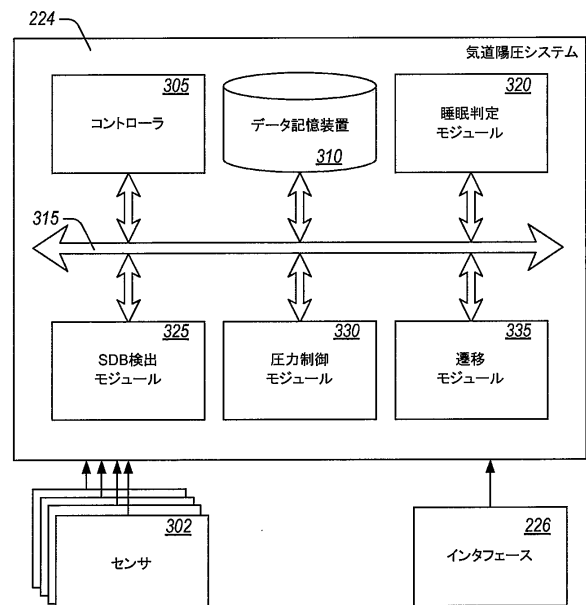 224
気道陽圧システム
305
コントローラ
データ記憶装置
310
320
睡眠判定
モジュール
315
325
SDB検出
モジュール
330
圧力制御
モジュール
335
遷移
モジュール
302
センサ
226
インタフェース